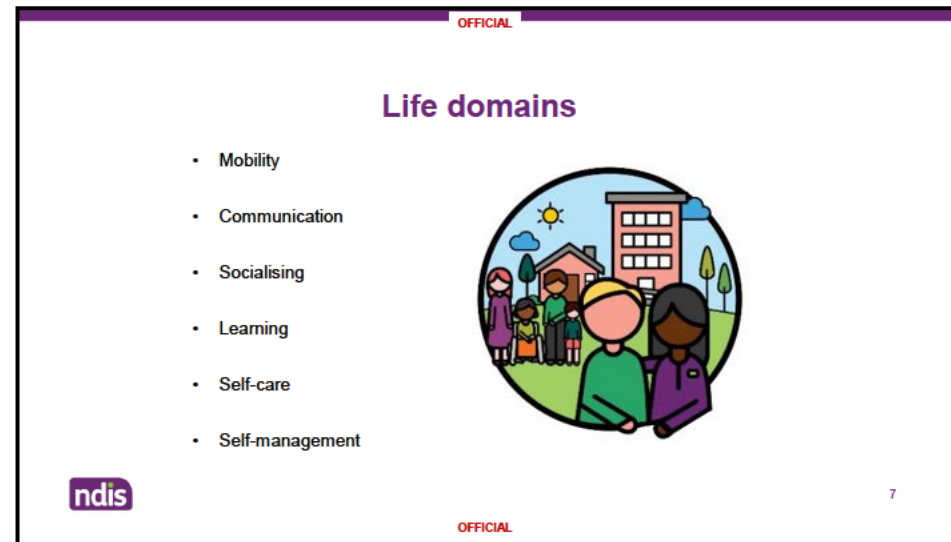 OFFICIAL
Life domains
• Mobility
• Communication
• Socialising
• Learning
• Self-care
• Self-management
ndis
7
OFFICIAL